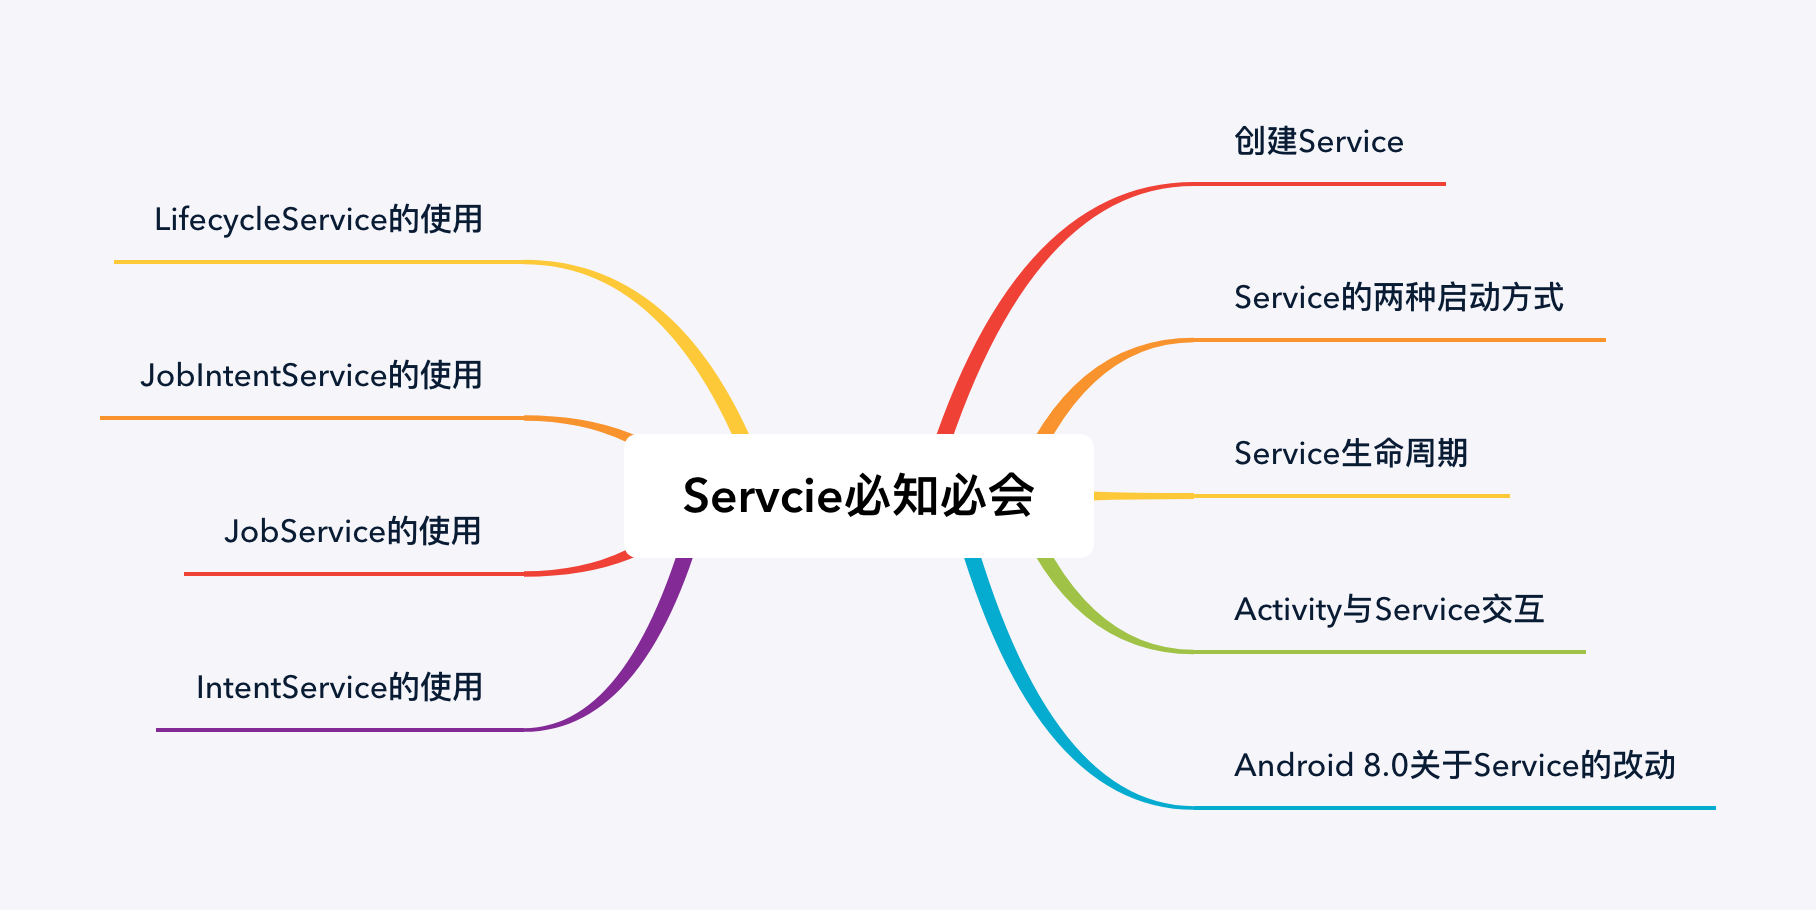 Servcie必知必会
创建Service
Service的两种启动方式
Service生命周期
Activity与Service交互
Android 8.0关于Service的改动
LifecycleService的使用
JobIntentService的使用
JobService的使用
IntentService的使用